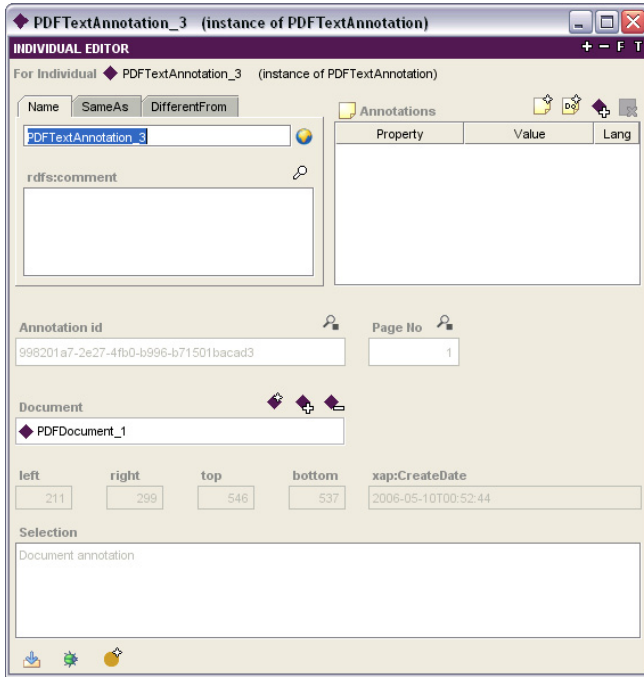 PDFTextAnnotation_3 (instance of PDFTextAnnotation)
INDIVIDUAL EDITOR + − F T
For Individual PDFTextAnnotation_3 (instance of PDFTextAnnotation)
Name SameAs DifferentFrom
Annotations
Property Value Lang
PDFTextAnnotation_3
rdfs:comment
Annotation id Page No
998201a7-2e27-4fb0-b996-b71501bacad3 1
Document
PDFDocument_1
left right top bottom xap:CreateDate
211 299 546 537 2006-05-10T00:52:44
Selection
Document annotation